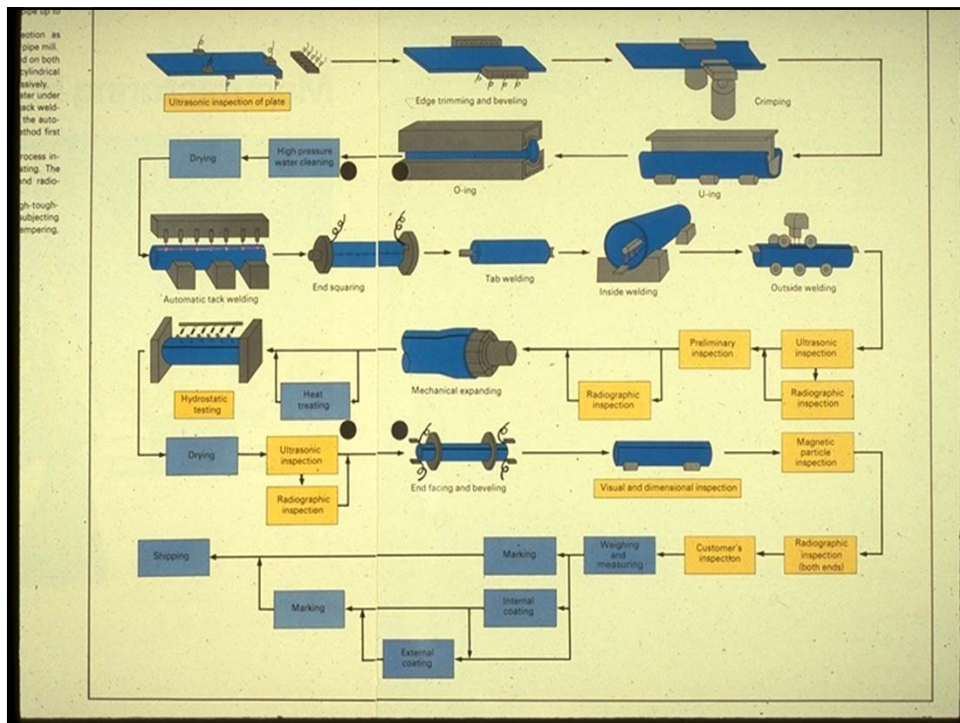 pipe up to
eotion as
pipe mill.
d on both
cylindrical
ssively.
ater under
ack weld-
the auto-
ethod first
rocess in-
ating. The
and radio-
gh-tough-
subjecting
empering.
Ultrasonic inspection of plate
Edge trimming and beveling
Crimping
Drying
High pressure
water cleaning
O-ing
U-ing
Automatic tack welding
End squaring
Tab welding
Inside welding
Outside welding
Hydrostatic
testing
Heat
treating
Mechanical expanding
Radiographic
inspection
Preliminary
inspection
Ultrasonic
inspection
Radiographic
inspection
Drying
Ultrasonic
inspection
Radiographic
inspection
End facing and beveling
Visual and dimensional inspection
Magnetic
particle
inspection
Shipping
Marking
Weighing
and
measuring
Customer's
inspection
Radiographic
inspection
(both ends)
Marking
Internal
coating
External
coating